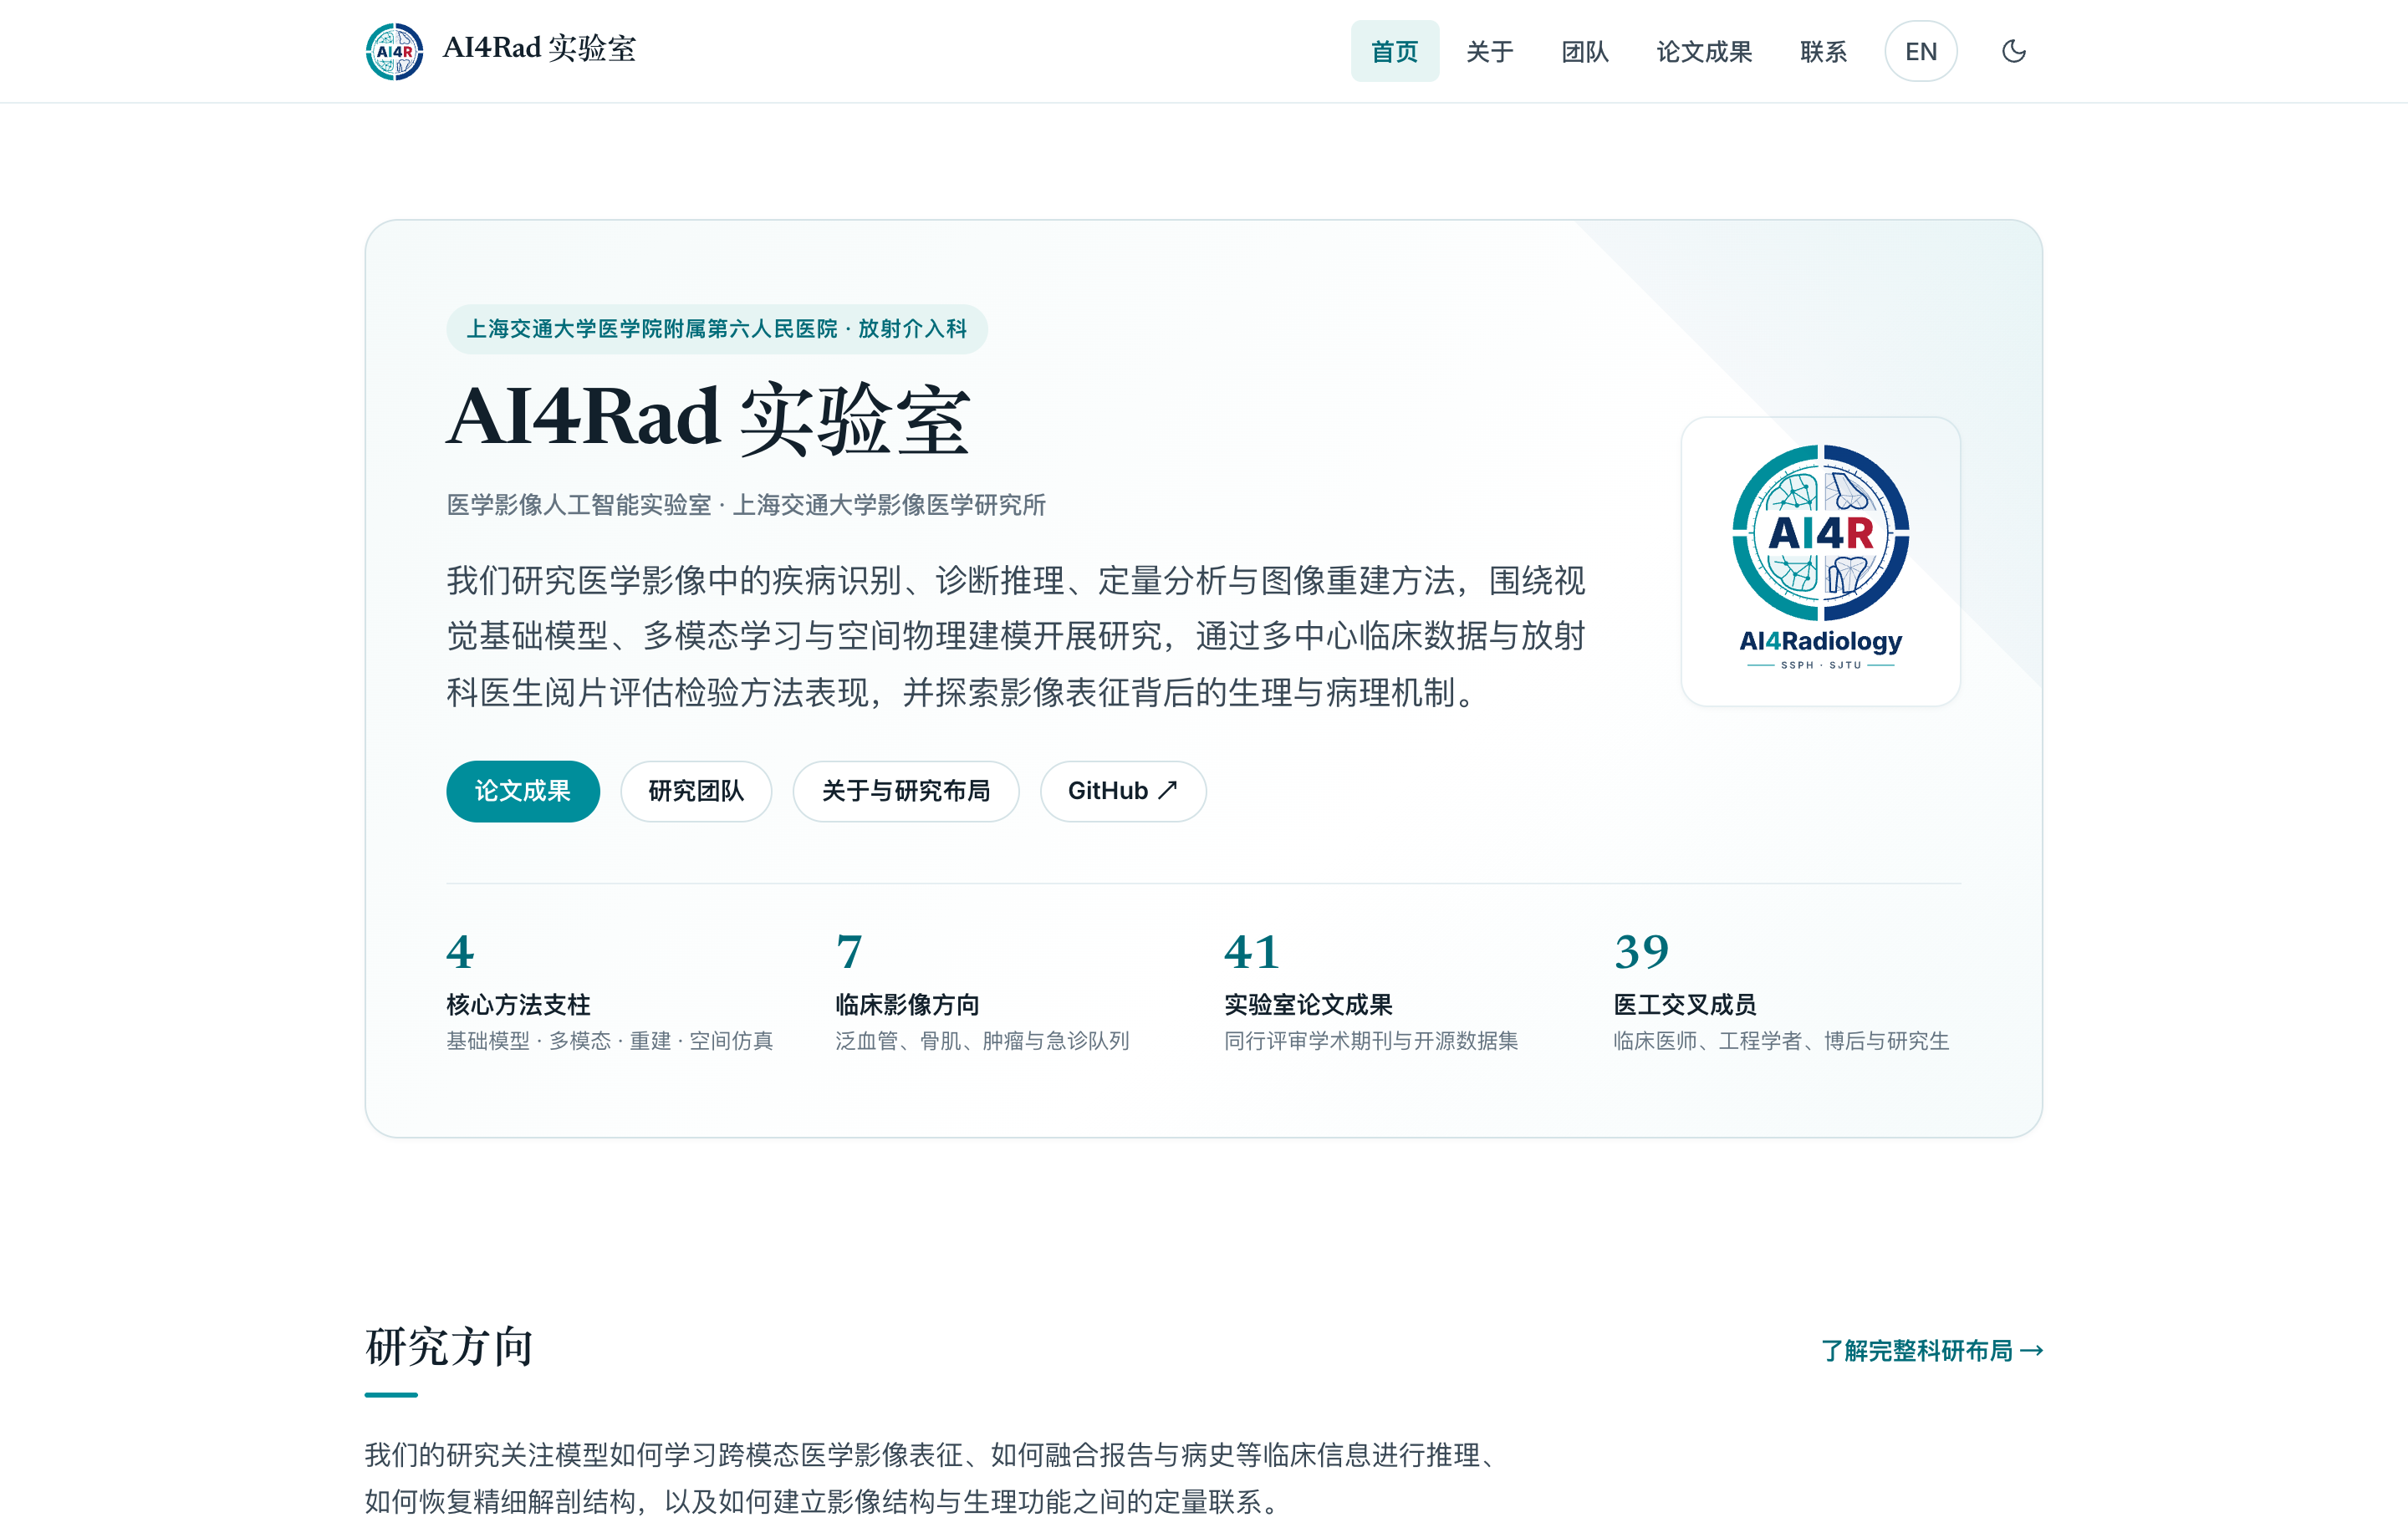 AI4R
AI4Rad 实验室
首页
关于
团队
论文成果
联系
EN
上海交通大学医学院附属第六人民医院 · 放射介入科
AI4Rad 实验室
医学影像人工智能实验室 · 上海交通大学影像医学研究所
我们研究医学影像中的疾病识别、诊断推理、定量分析与图像重建方法，围绕视
觉基础模型、多模态学习与空间物理建模开展研究，通过多中心临床数据与放射
科医生阅片评估检验方法表现，并探索影像表征背后的生理与病理机制。
AI4R
AI4Radiology
SSPH · SJTU
论文成果
研究团队
关于与研究布局
GitHub ↗
4
核心方法支柱
基础模型 · 多模态 · 重建 · 空间仿真
7
临床影像方向
泛血管、骨肌、肿瘤与急诊队列
41
实验室论文成果
同行评审学术期刊与开源数据集
39
医工交叉成员
临床医师、工程学者、博后与研究生
研究方向
了解完整科研布局 →
我们的研究关注模型如何学习跨模态医学影像表征、如何融合报告与病史等临床信息进行推理、
如何恢复精细解剖结构，以及如何建立影像结构与生理功能之间的定量联系。